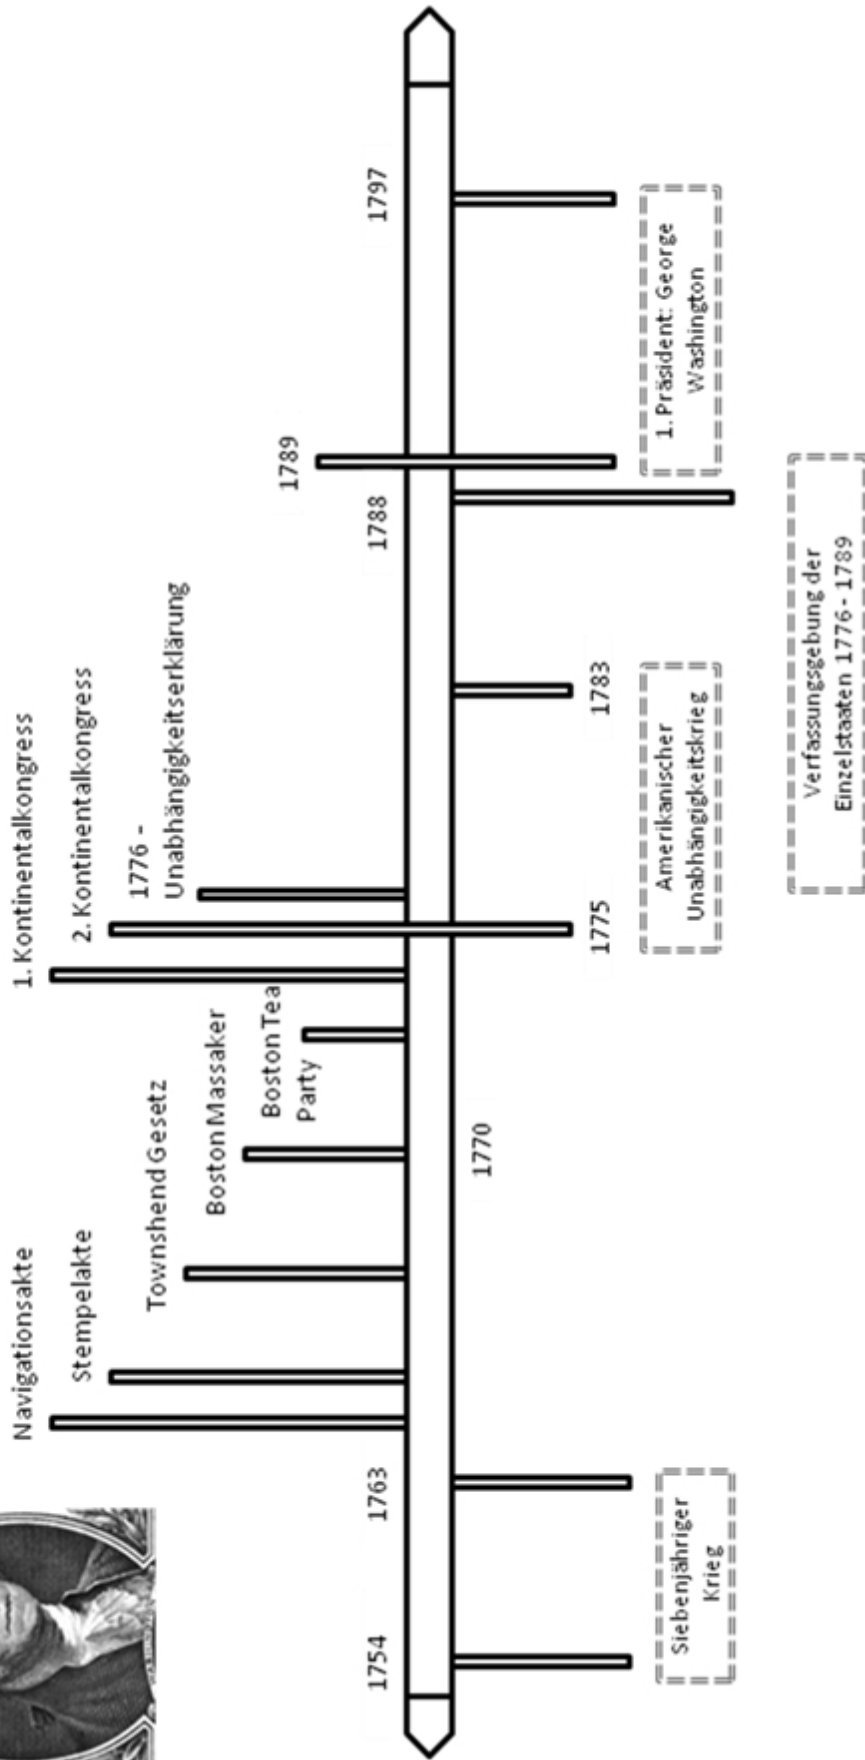 Navigationsakte
Stempelakte
Townshend Gesetz
Boston Massaker
Boston Tea
Party
1. Kontinentalkongress
2. Kontinentalkongress
1776 –
Unabhängigkeitserklärung
1789
1754
1763
1788
1797
1770
1775
1783
Siebenjähriger
Krieg
Amerikanischer
Unabhängigkeitskrieg
1. Präsident: George
Washington
Verfassungsgebung der
Einzelstaaten 1776 - 1789